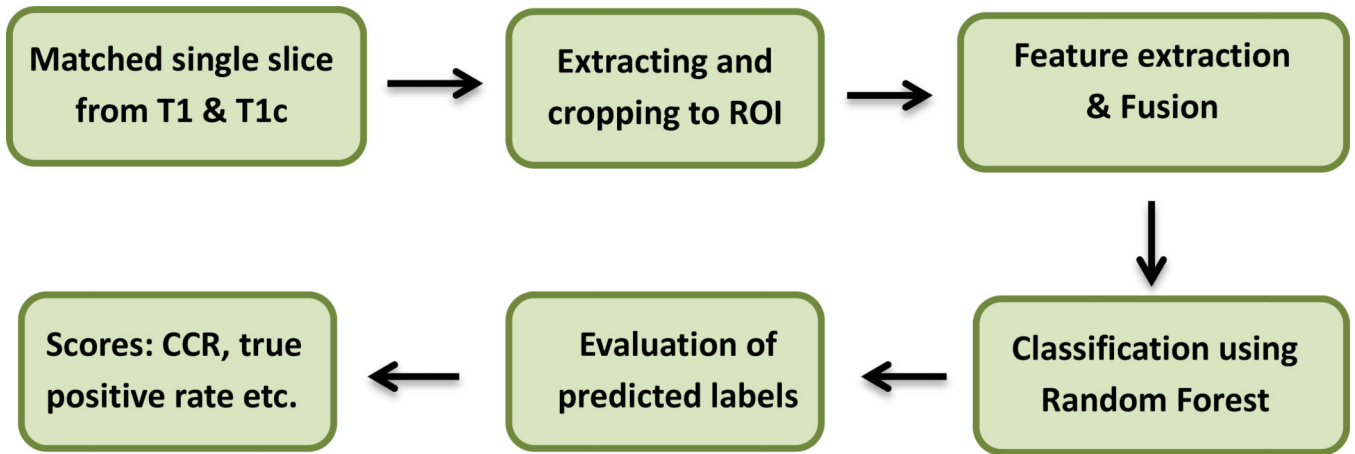 Matched single slice
from T1 & T1c
Extracting and
cropping to ROI
Feature extraction
& Fusion
Classification using
Random Forest
Evaluation of
predicted labels
Scores: CCR, true
positive rate etc.